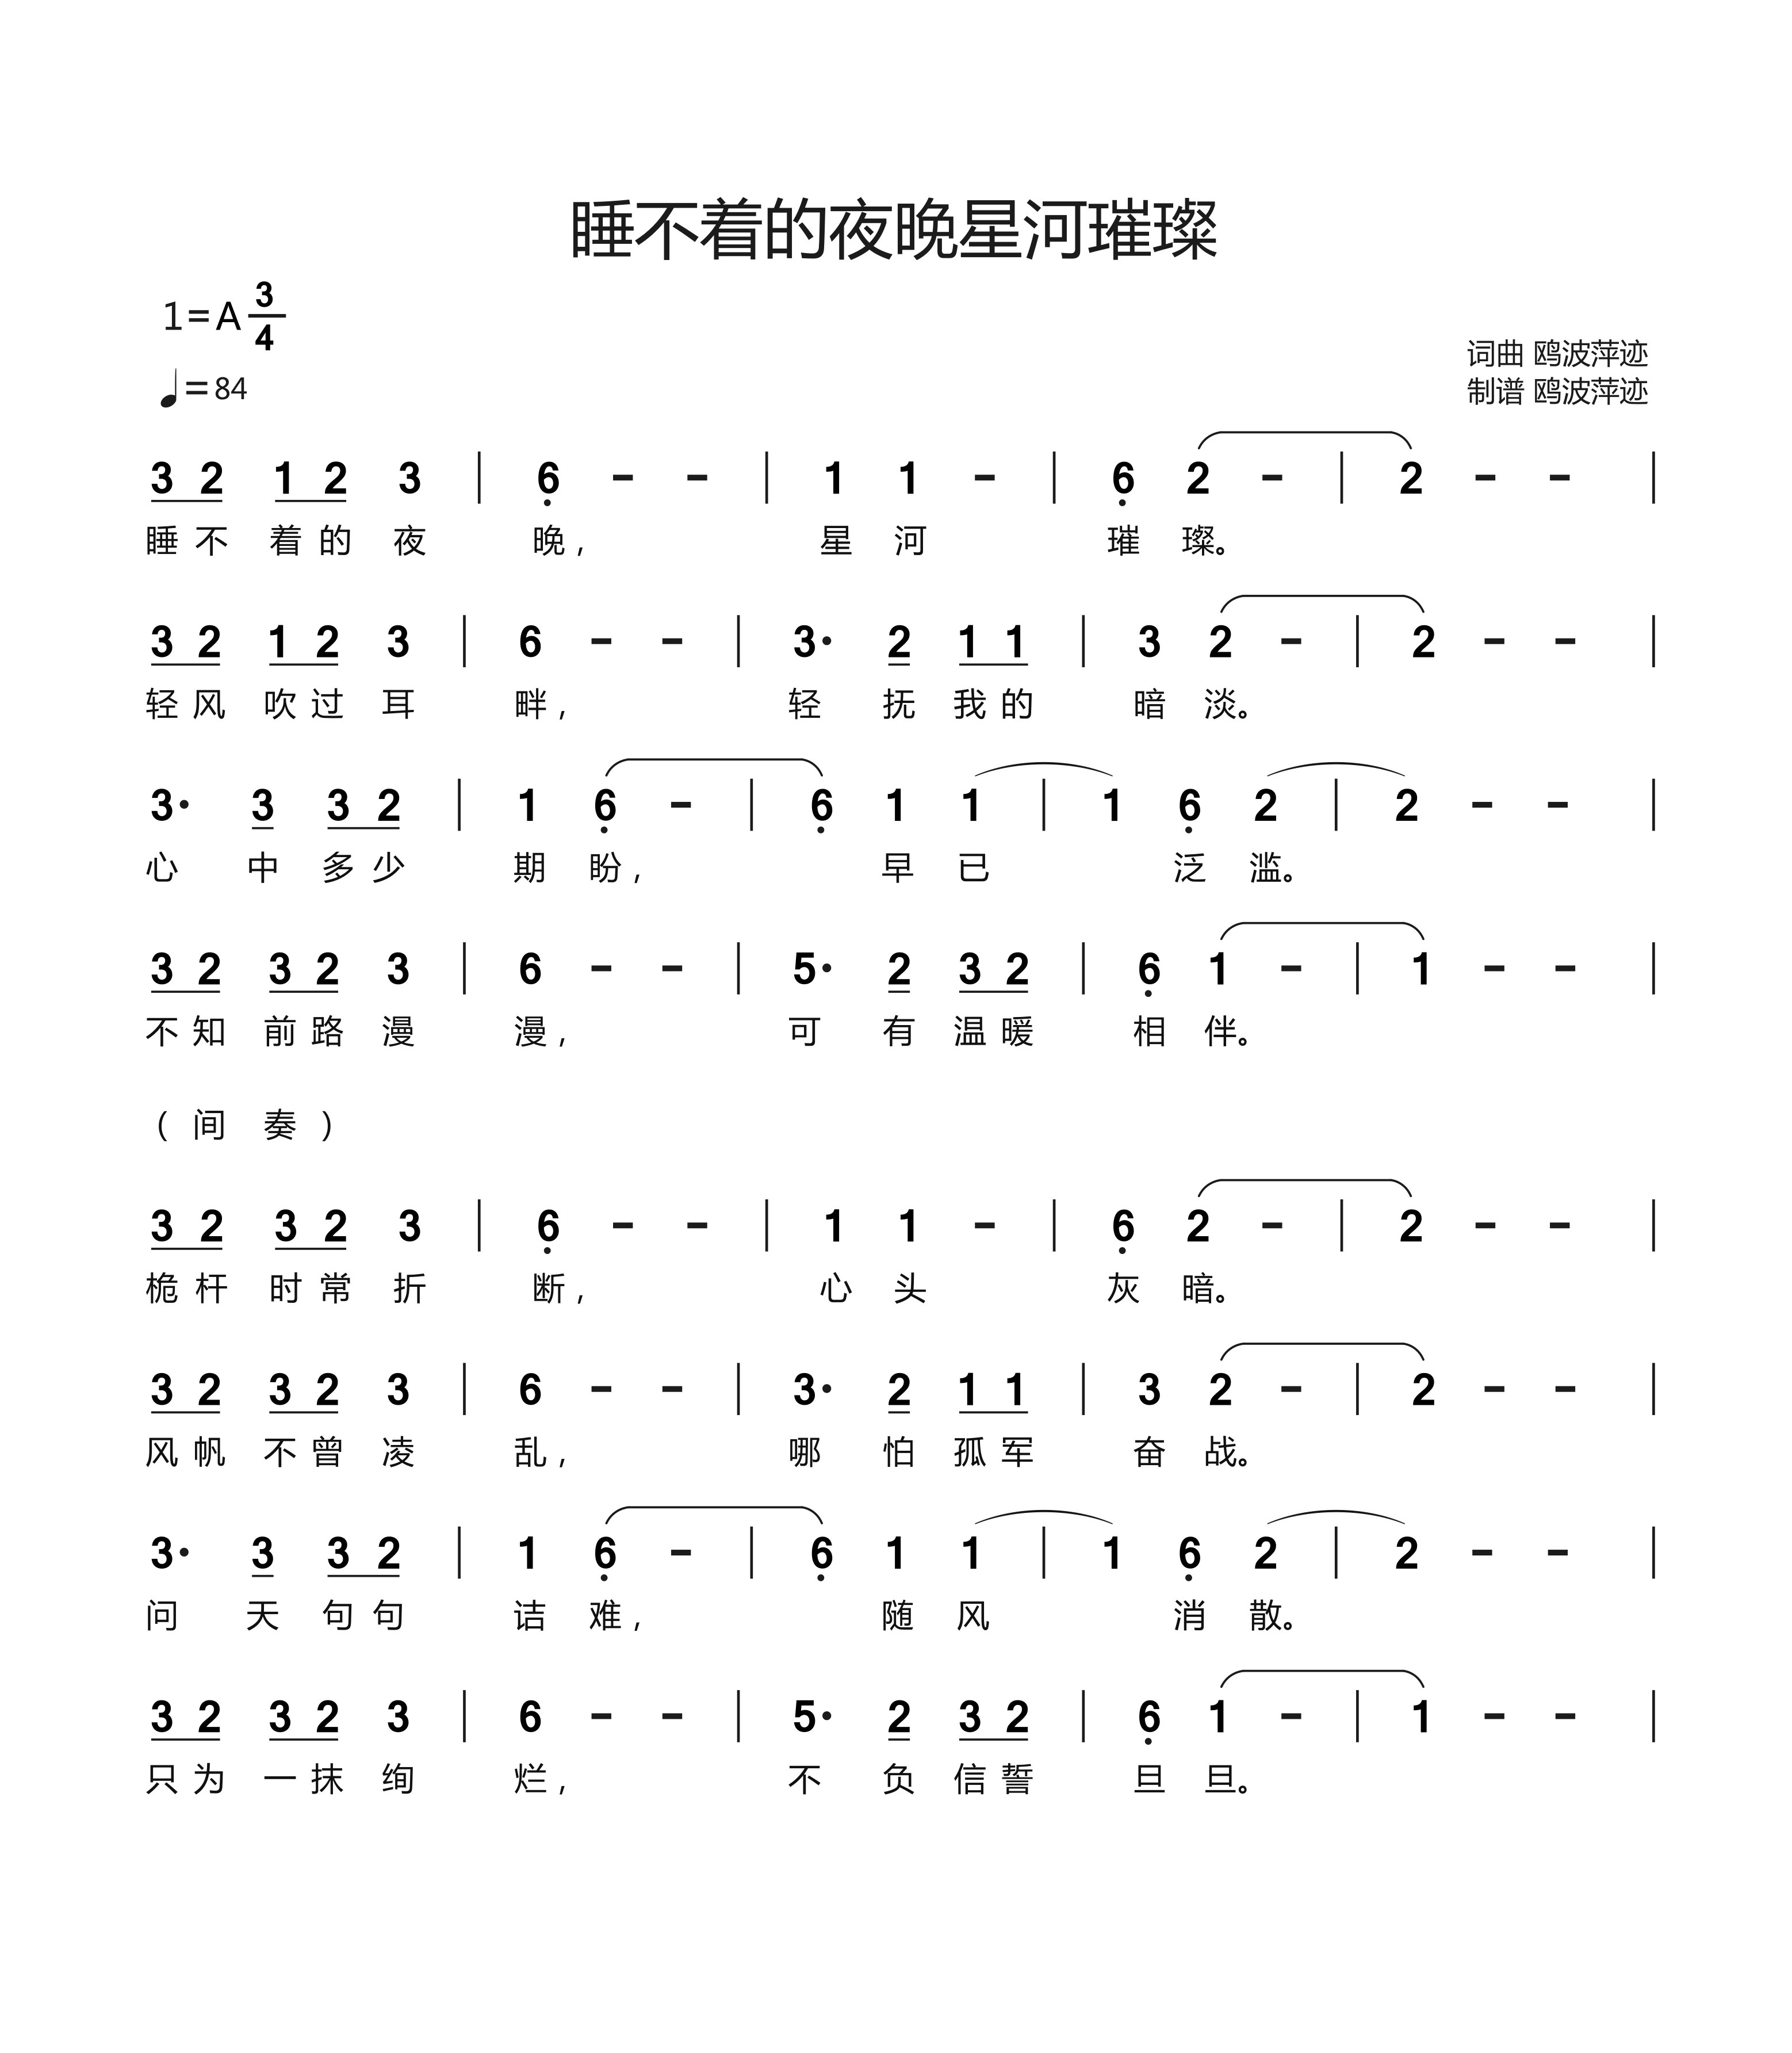 睡不着的夜晚星河璀璨
1=A 3/4
♩=84
词曲 鸥波萍迹
制谱 鸥波萍迹
3 2 1 2 3 | 6̣ - - | 1 1 - | 6̣ 2 - | 2 - - |
睡不 着的 夜 晚， 星 河 璀 璨。
3 2 1 2 3 | 6 - - | 3· 2 1 1 | 3 2 - | 2 - - |
轻风 吹过 耳 畔， 轻 抚 我的 暗 淡。
3· 3 3 2 | 1 6̣ - | 6̣ 1 1 | 1 6̣ 2 | 2 - - |
心 中 多少 期 盼， 早 已 泛 滥。
3 2 3 2 3 | 6 - - | 5· 2 3 2 | 6̣ 1 - | 1 - - |
不知 前路 漫 漫， 可 有 温暖 相 伴。
（间 奏）
3 2 3 2 3 | 6̣ - - | 1 1 - | 6̣ 2 - | 2 - - |
桅杆 时常 折 断， 心 头 灰 暗。
3 2 3 2 3 | 6 - - | 3· 2 1 1 | 3 2 - | 2 - - |
风帆 不曾 凌 乱， 哪 怕 孤军 奋 战。
3· 3 3 2 | 1 6̣ - | 6̣ 1 1 | 1 6̣ 2 | 2 - - |
问 天 句句 诘 难， 随 风 消 散。
3 2 3 2 3 | 6 - - | 5· 2 3 2 | 6̣ 1 - | 1 - - |
只为 一抹 绚 烂， 不 负 信誓 旦 旦。